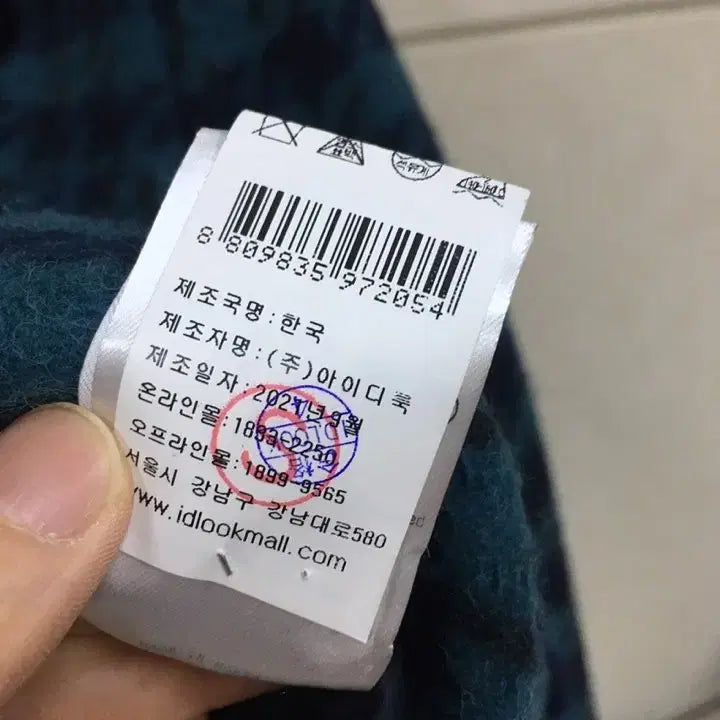 8 809835 972054
제조국명:한국
제조자명:(주)아이디룩
제조일자:2021년9월
온라인몰:1833-2250
오프라인몰:1899-9565
서울시 강남구 강남대로580
www.idlookmall.com